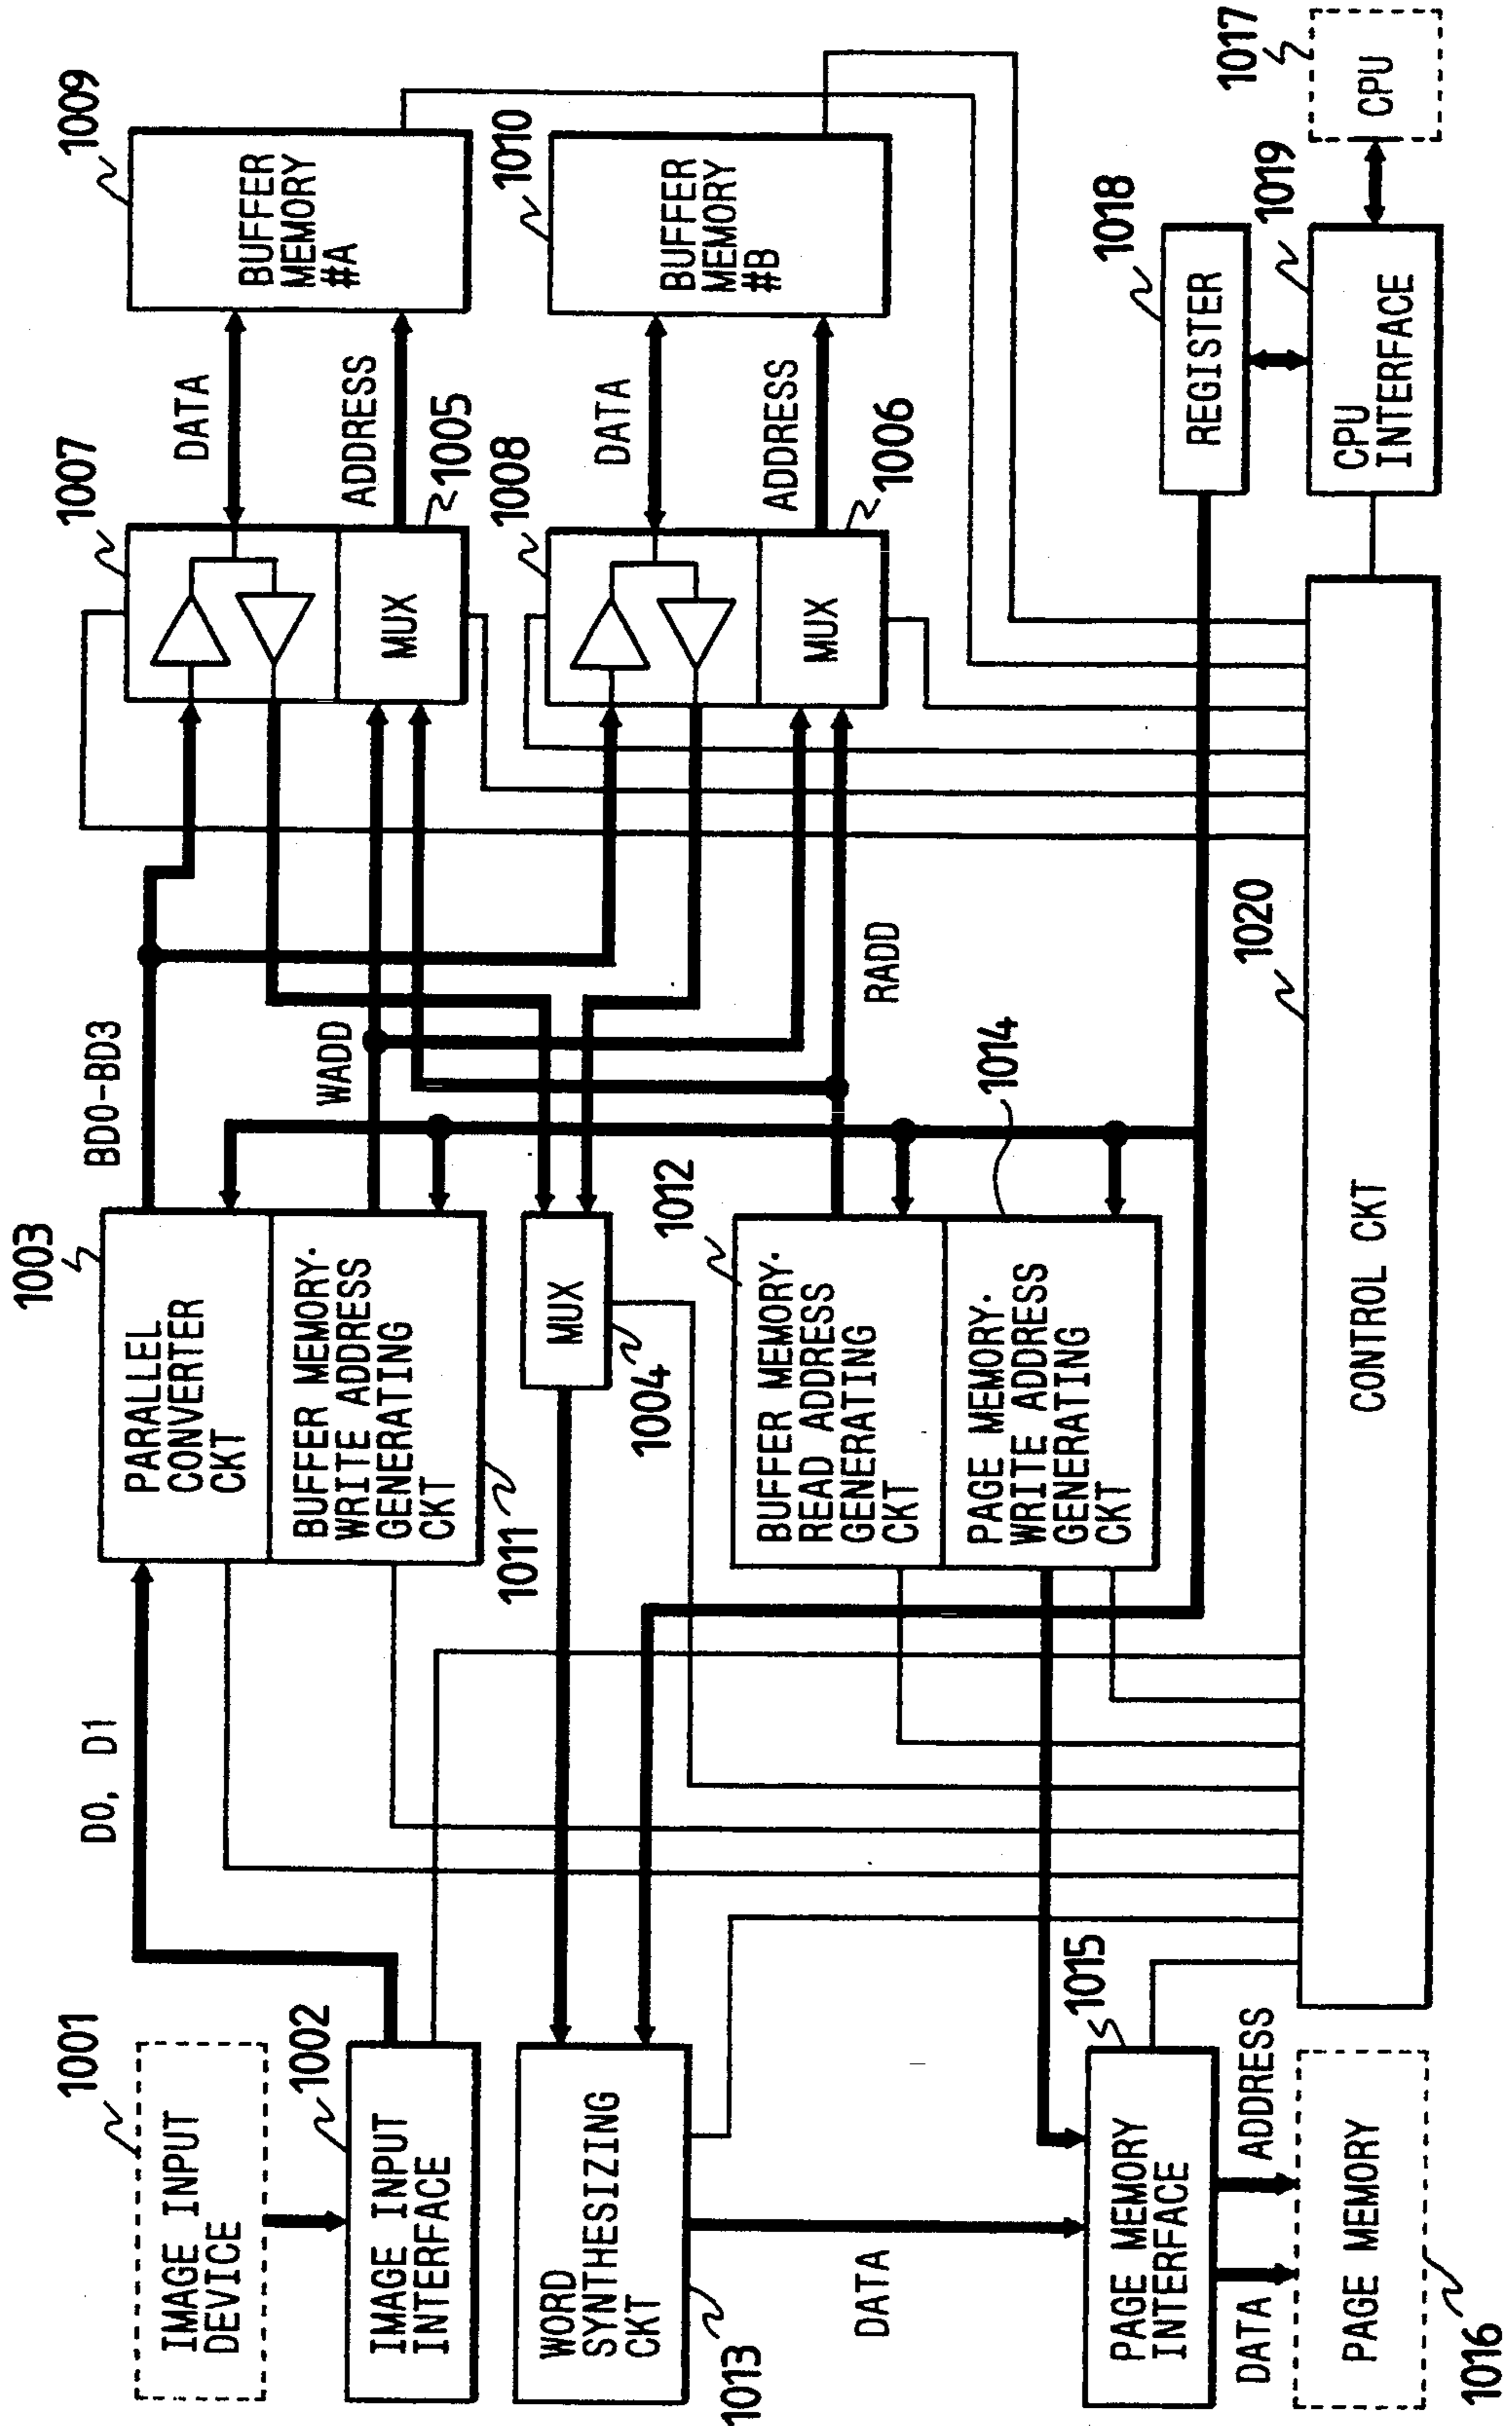 1001
IMAGE INPUT
DEVICE
1002
IMAGE INPUT
INTERFACE
D0, D1
1003
PARALLEL
CONVERTER
CKT
BUFFER MEMORY·
WRITE ADDRESS
GENERATING
CKT
1011
BD0-BD3
WADD
1007
MUX
1005
DATA
ADDRESS
1009
BUFFER
MEMORY
#A
1008
MUX
1006
DATA
ADDRESS
1010
BUFFER
MEMORY
#B
WORD
SYNTHESIZING
CKT
1013
MUX
1004
1012
BUFFER MEMORY·
READ ADDRESS
GENERATING
CKT
PAGE MEMORY·
WRITE ADDRESS
GENERATING
CKT
1014
RADD
DATA
1015
PAGE MEMORY
INTERFACE
DATA
ADDRESS
PAGE MEMORY
1016
1020
CONTROL CKT
1018
REGISTER
1019
CPU
INTERFACE
1017
CPU